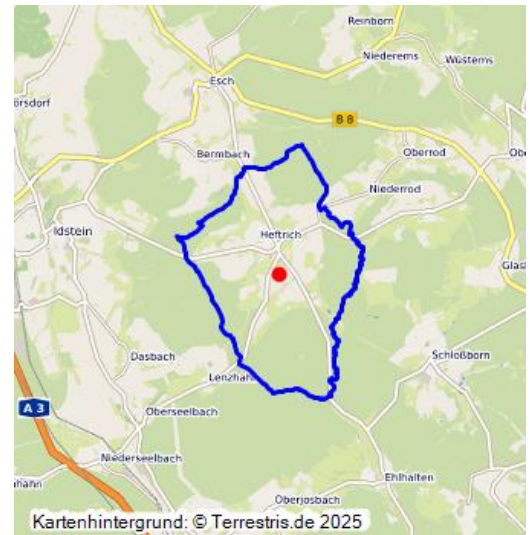 Reinborn
Niederems
Wüstems
Esch
B 8
Bermbach
Oberrod
Niederrod
Idstein
Heftrich
Dasbach
Schloßborn
Lenzhahn
A 3
Oberseelbach
Niederseelbach
Ehlhalten
Oberjosbach
Kartenhintergrund: © Terrestris.de 2025